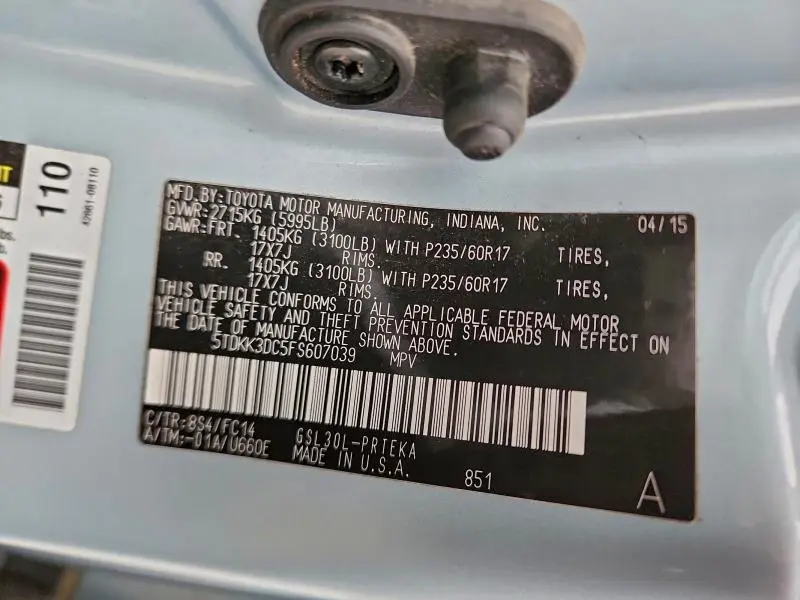 MFD. BY: TOYOTA MOTOR MANUFACTURING, INDIANA, INC. 04/15
GVWR: 2715KG (5995LB)
GAWR: FRT. 1405KG (3100LB) WITH P235/60R17 TIRES,
17X7J RIMS.
RR. 1405KG (3100LB) WITH P235/60R17 TIRES,
17X7J RIMS.
THIS VEHICLE CONFORMS TO ALL APPLICABLE FEDERAL MOTOR
VEHICLE SAFETY AND THEFT PREVENTION STANDARDS IN EFFECT ON
THE DATE OF MANUFACTURE SHOWN ABOVE.
5TDKK3DC5FS607039 MPV
C/TR:8S4/FC14
A/TM:-01A/U660E
GSL30L-PRTEKA
MADE IN U.S.A.
851
A
110
42661-08110